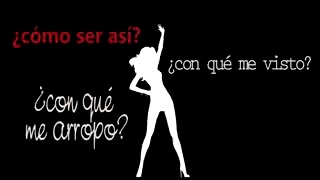 ¿cómo ser así?
¿con qué me visto?
¿con qué
me arropo?